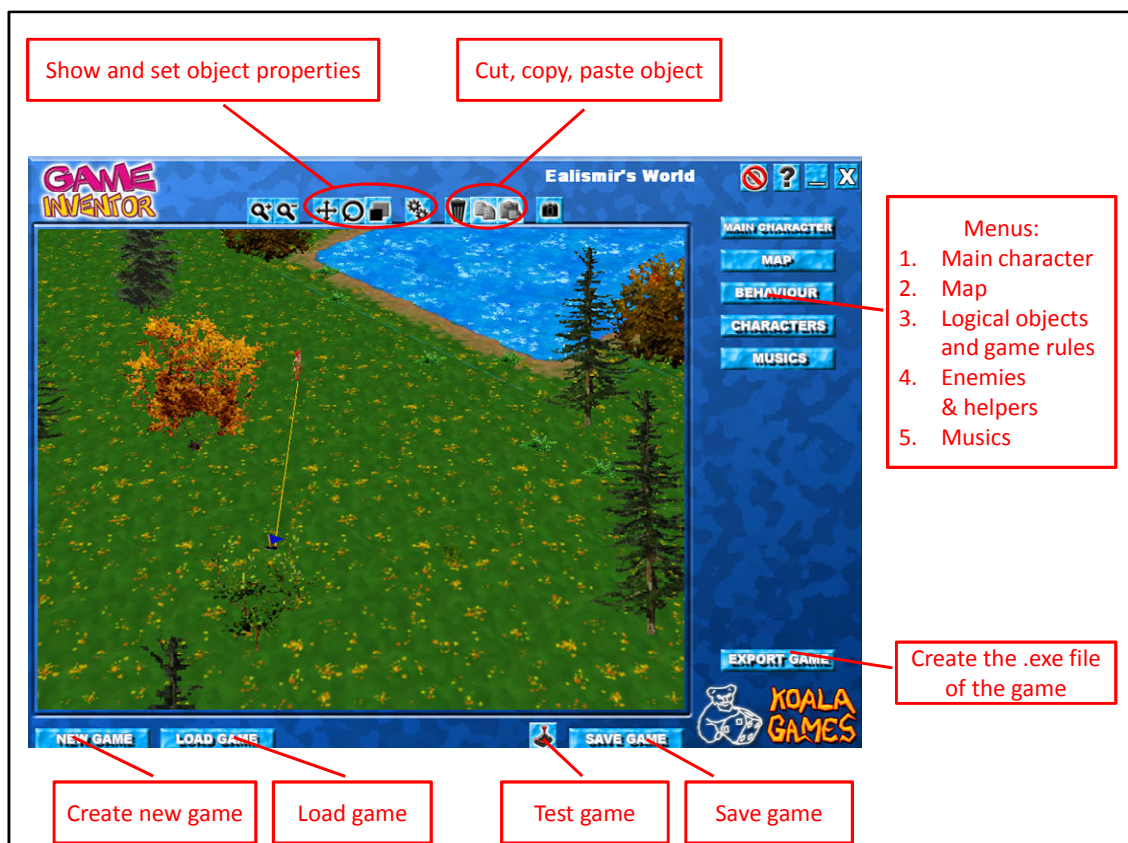 Show and set object properties
Cut, copy, paste object
GAME
INVENTOR
Ealismir's World
? _ X
MAIN CHARACTER
MAP
BEHAVIOUR
CHARACTERS
MUSICS
Menus:
1. Main character
2. Map
3. Logical objects
and game rules
4. Enemies
& helpers
5. Musics
EXPORT GAME
Create the .exe file
of the game
KOALA
GAMES
NEW GAME
LOAD GAME
SAVE GAME
Create new game
Load game
Test game
Save game